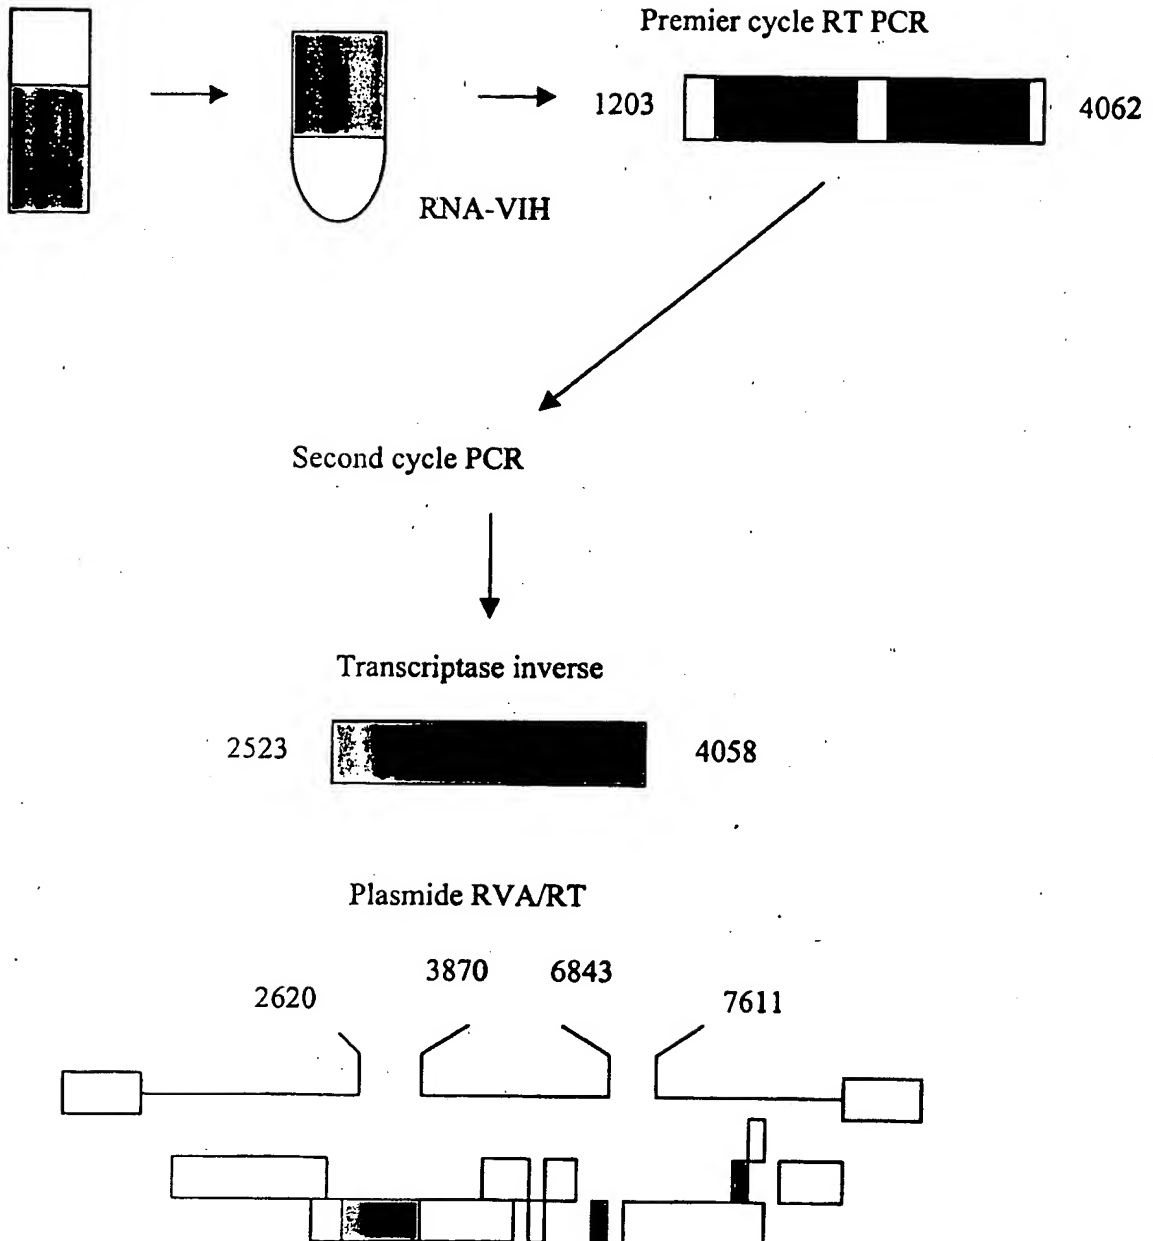 Premier cycle RT PCR
1203
4062
RNA-VIH
Second cycle PCR
Transcriptase inverse
2523
4058
Plasmide RVA/RT
3870
6843
2620
7611